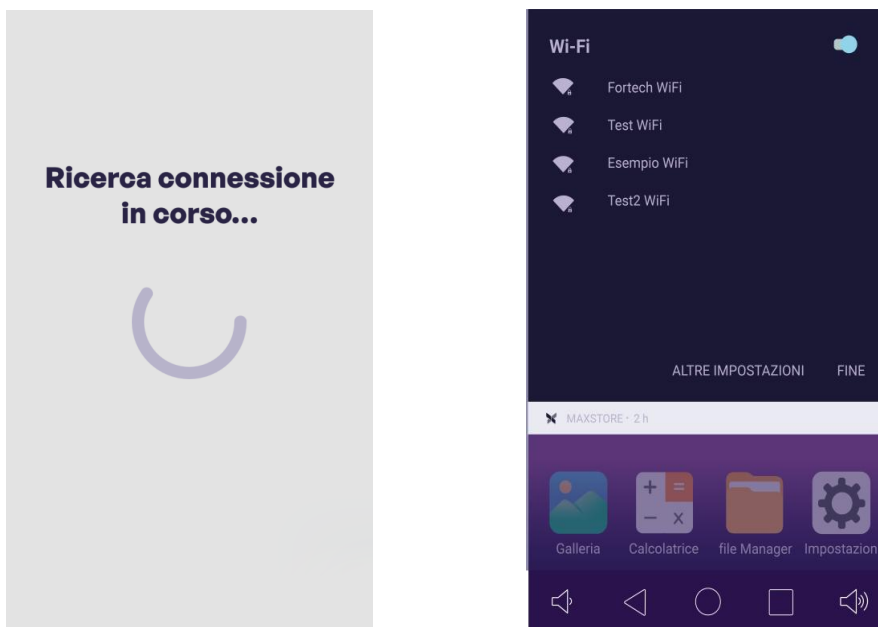 Ricerca connessione
in corso...
Wi-Fi
Fortech WiFi
Test WiFi
Esempio WiFi
Test2 WiFi
ALTRE IMPOSTAZIONI FINE
MAXSTORE • 2 h
Galleria Calcolatrice file Manager Impostazion